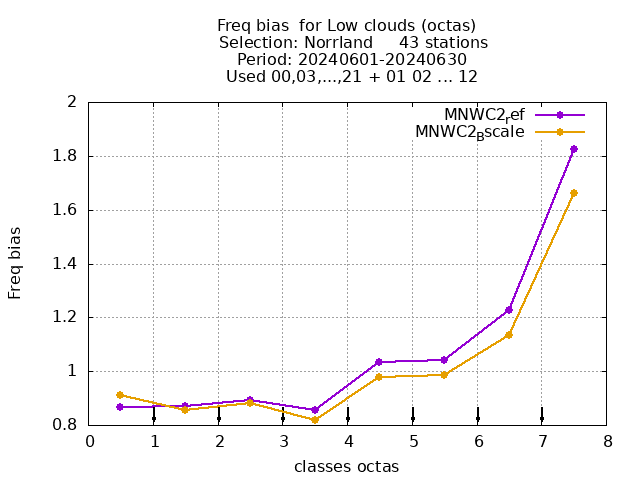 Freq bias  for Low clouds (octas)
Selection: Norrland     43 stations
Period: 20240601-20240630
Used 00,03,...,21 + 01 02 ... 12
MNWC2_ref
MNWC2_Bscale
2
1.8
1.6
1.4
1.2
1
0.8
Freq bias
0 1 2 3 4 5 6 7 8
classes octas